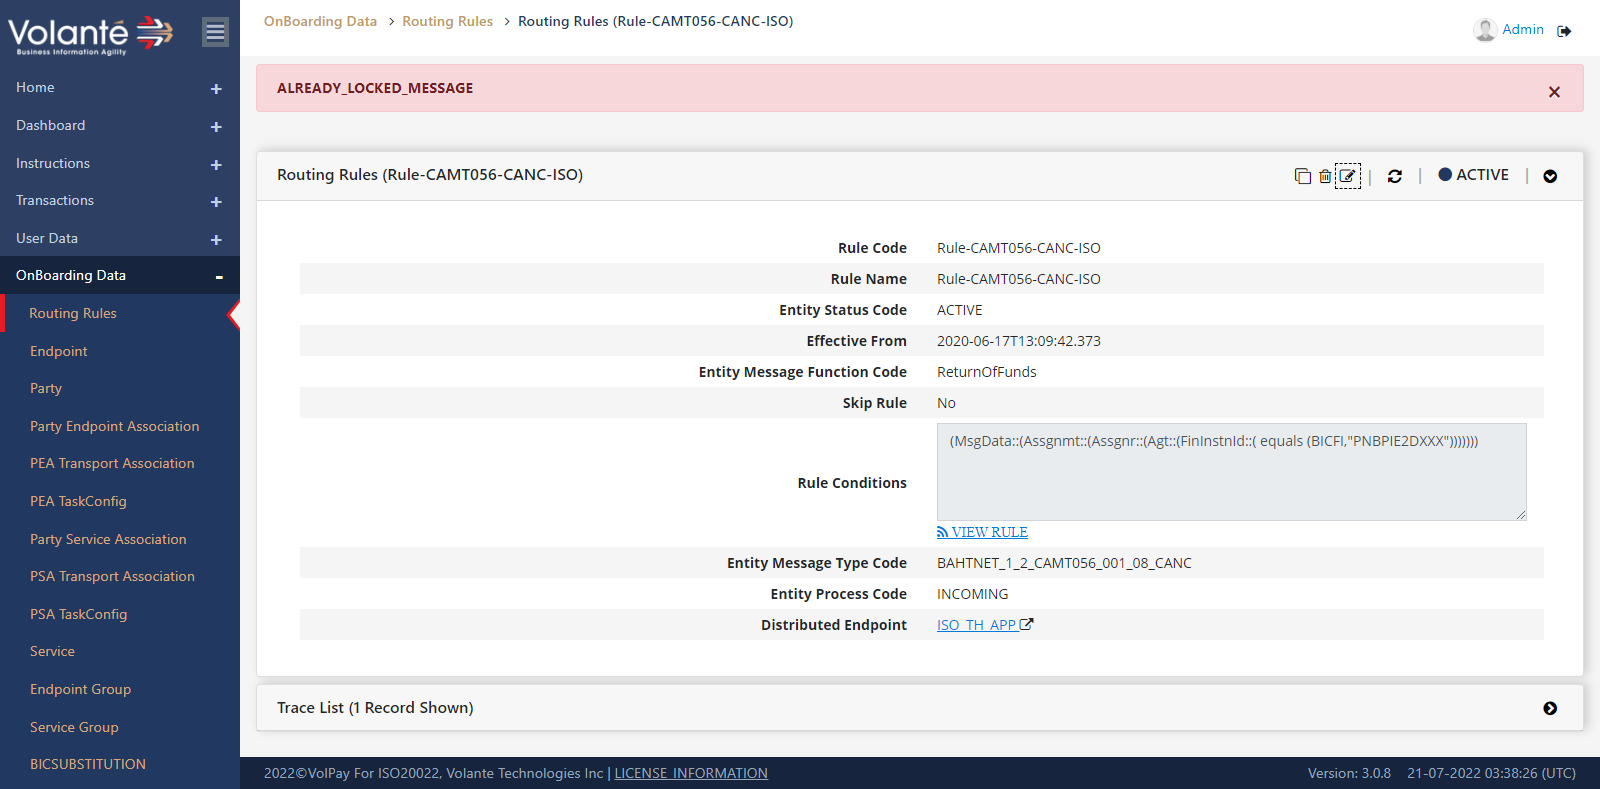 Volanté
Business Information Agility
OnBoarding Data > Routing Rules > Routing Rules (Rule-CAMT056-CANC-ISO)
Admin
Home +
Dashboard +
Instructions +
Transactions +
User Data +
OnBoarding Data -
Routing Rules
Endpoint
Party
Party Endpoint Association
PEA Transport Association
PEA TaskConfig
Party Service Association
PSA Transport Association
PSA TaskConfig
Service
Endpoint Group
Service Group
BICSUBSTITUTION
ALREADY_LOCKED_MESSAGE ×
Routing Rules (Rule-CAMT056-CANC-ISO) | | ACTIVE |
Rule Code Rule-CAMT056-CANC-ISO
Rule Name Rule-CAMT056-CANC-ISO
Entity Status Code ACTIVE
Effective From 2020-06-17T13:09:42.373
Entity Message Function Code ReturnOfFunds
Skip Rule No
Rule Conditions (MsgData::(Assgnmt::(Assgnr::(Agt::(FinInstnId::( equals (BICFI,"PNBPIE2DXXX")))))))
VIEW RULE
Entity Message Type Code BAHTNET_1_2_CAMT056_001_08_CANC
Entity Process Code INCOMING
Distributed Endpoint ISO_TH_APP
Trace List (1 Record Shown)
2022©VolPay For ISO20022, Volante Technologies Inc | LICENSE INFORMATION
Version: 3.0.8 21-07-2022 03:38:26 (UTC)